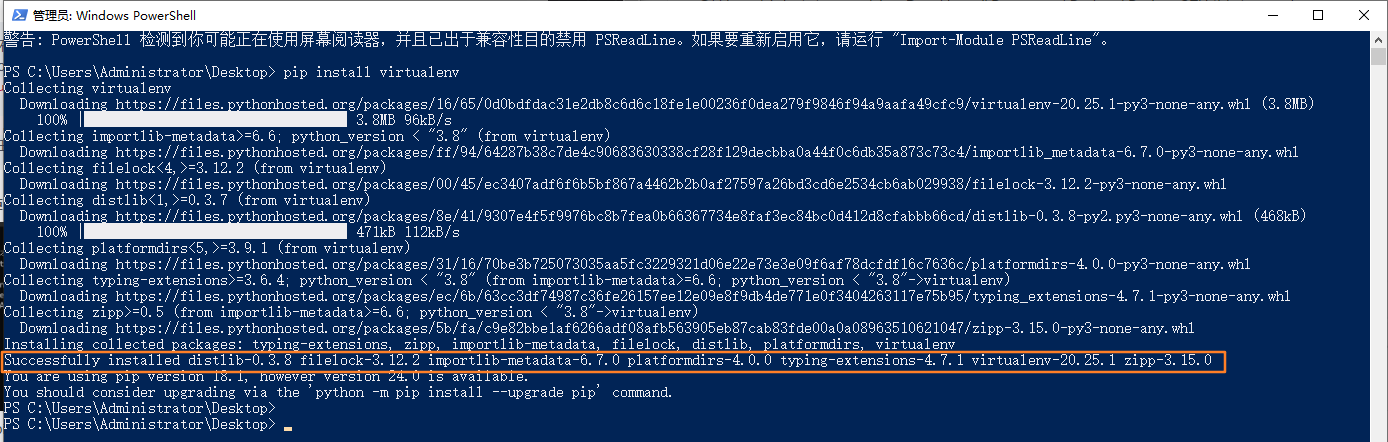 管理员: Windows PowerShell
警告: PowerShell 检测到你可能正在使用屏幕阅读器，并且已出于兼容性目的禁用 PSReadLine。如果要重新启用它，请运行 "Import-Module PSReadLine"。
PS C:\Users\Administrator\Desktop> pip install virtualenv
Collecting virtualenv
Downloading https://files.pythonhosted.org/packages/16/65/0d0bdfdac31e2db8c6d6c18fe1e00236f0dea279f9846f94a9aafa49cfc9/virtualenv-20.25.1-py3-none-any.whl (3.8MB)
100% |████████████████████████████████| 3.8MB 96kB/s
Collecting importlib-metadata>=6.6; python_version < "3.8" (from virtualenv)
Downloading https://files.pythonhosted.org/packages/ff/94/64287b38c7de4c90683630338cf28f129decbba0a44f0c6db35a873c73c4/importlib_metadata-6.7.0-py3-none-any.whl
Collecting filelock<4,>=3.12.2 (from virtualenv)
Downloading https://files.pythonhosted.org/packages/00/45/ec3407adf6f6b5bf867a4462b2b0af27597a26bd3cd6e2534cb6ab029938/filelock-3.12.2-py3-none-any.whl
Collecting distlib<1,>=0.3.7 (from virtualenv)
Downloading https://files.pythonhosted.org/packages/8e/41/9307e4f5f9976bc8b7fea0b66367734e8faf3ec84bc0d412d8cfabbb66cd/distlib-0.3.8-py2.py3-none-any.whl (468kB)
100% |████████████████████████████████| 471kB 112kB/s
Collecting platformdirs<5,>=3.9.1 (from virtualenv)
Downloading https://files.pythonhosted.org/packages/31/16/70be3b725073035aa5fc3229321d06e22e73e3e09f6af78dcfdf16c7636c/platformdirs-4.0.0-py3-none-any.whl
Collecting typing-extensions>=3.6.4; python_version < "3.8" (from importlib-metadata>=6.6; python_version < "3.8"->virtualenv)
Downloading https://files.pythonhosted.org/packages/ec/6b/63cc3df74987c36fe26157ee12e09e8f9db4de771e0f3404263117e75b95/typing_extensions-4.7.1-py3-none-any.whl
Collecting zipp>=0.5 (from importlib-metadata>=6.6; python_version < "3.8"->virtualenv)
Downloading https://files.pythonhosted.org/packages/5b/fa/c9e82bbe1af6266adf08afb563905eb87cab83fde00a0a08963510621047/zipp-3.15.0-py3-none-any.whl
Installing collected packages: typing-extensions, zipp, importlib-metadata, filelock, distlib, platformdirs, virtualenv
Successfully installed distlib-0.3.8 filelock-3.12.2 importlib-metadata-6.7.0 platformdirs-4.0.0 typing-extensions-4.7.1 virtualenv-20.25.1 zipp-3.15.0
You are using pip version 18.1, however version 24.0 is available.
You should consider upgrading via the 'python -m pip install --upgrade pip' command.
PS C:\Users\Administrator\Desktop>
PS C:\Users\Administrator\Desktop> _